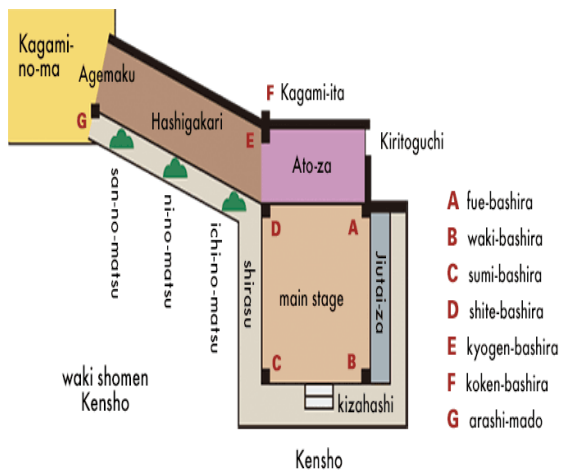 Kagami-
no-ma
Agemaku
G
Hashigakari
E
F Kagami-ita
Kiritoguchi
Ato-za
san-no-matsu
ni-no-matsu
ichi-no-matsu
shirasu
D
A
main stage
Jiutai-za
C
B
kizahashi
waki shomen
Kensho
Kensho
A fue-bashira
B waki-bashira
C sumi-bashira
D shite-bashira
E kyogen-bashira
F koken-bashira
G arashi-mado